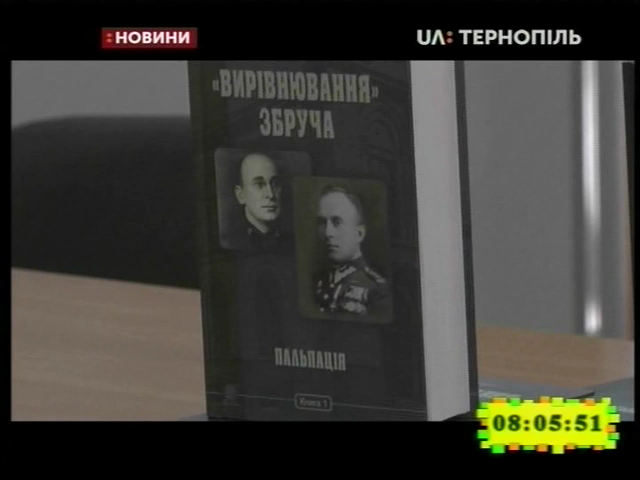 :НОВИНИ
UA: ТЕРНОПІЛЬ
«ВИРІВНЮВАННЯ»
ЗБРУЧА
ПАЛЬПАЦІЯ
Книга 1
08:05:51